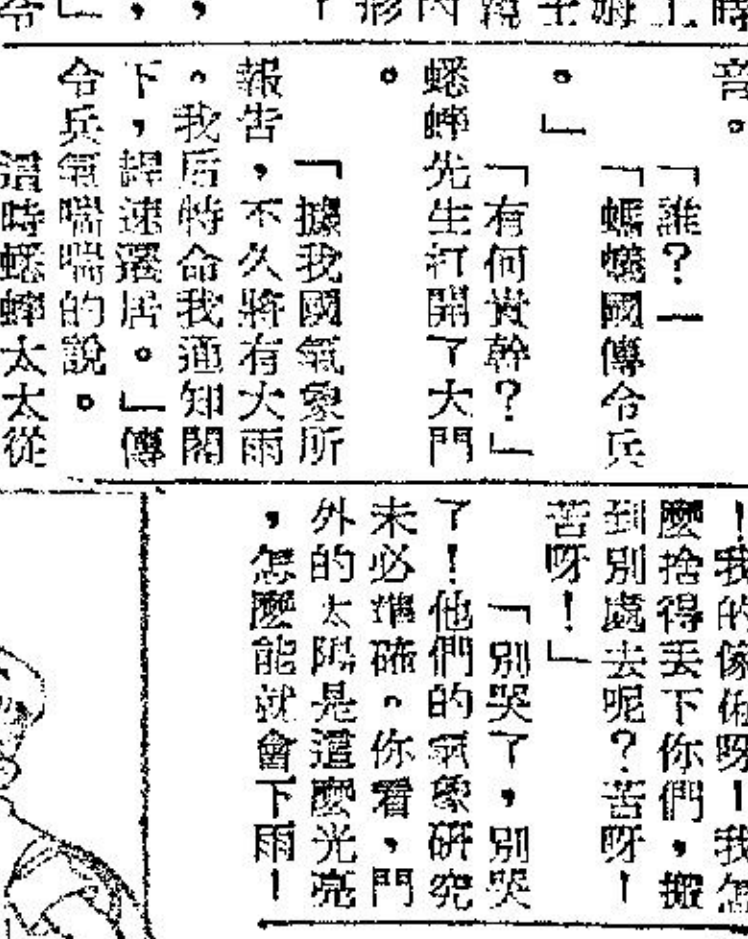 音。
「誰?」
「螞蟻國傳令兵
。」
「有何貴幹?」
蟋蟀先生打開了大門
。
「據我國氣象所
報告,不久將有大雨
。我后特命我通知閣
下,趕速遷居。」傳
令兵氣喘喘的說。
這時蟋蟀太太從
!我的傢俬呀!我怎
麼捨得丟下你們,搬
到別處去呢?苦呀!
苦呀!」
「別哭了,別哭
了!他們的氣象研究
未必準確。你看,門
外的太陽是這麼光亮
,怎麼能就會下雨!